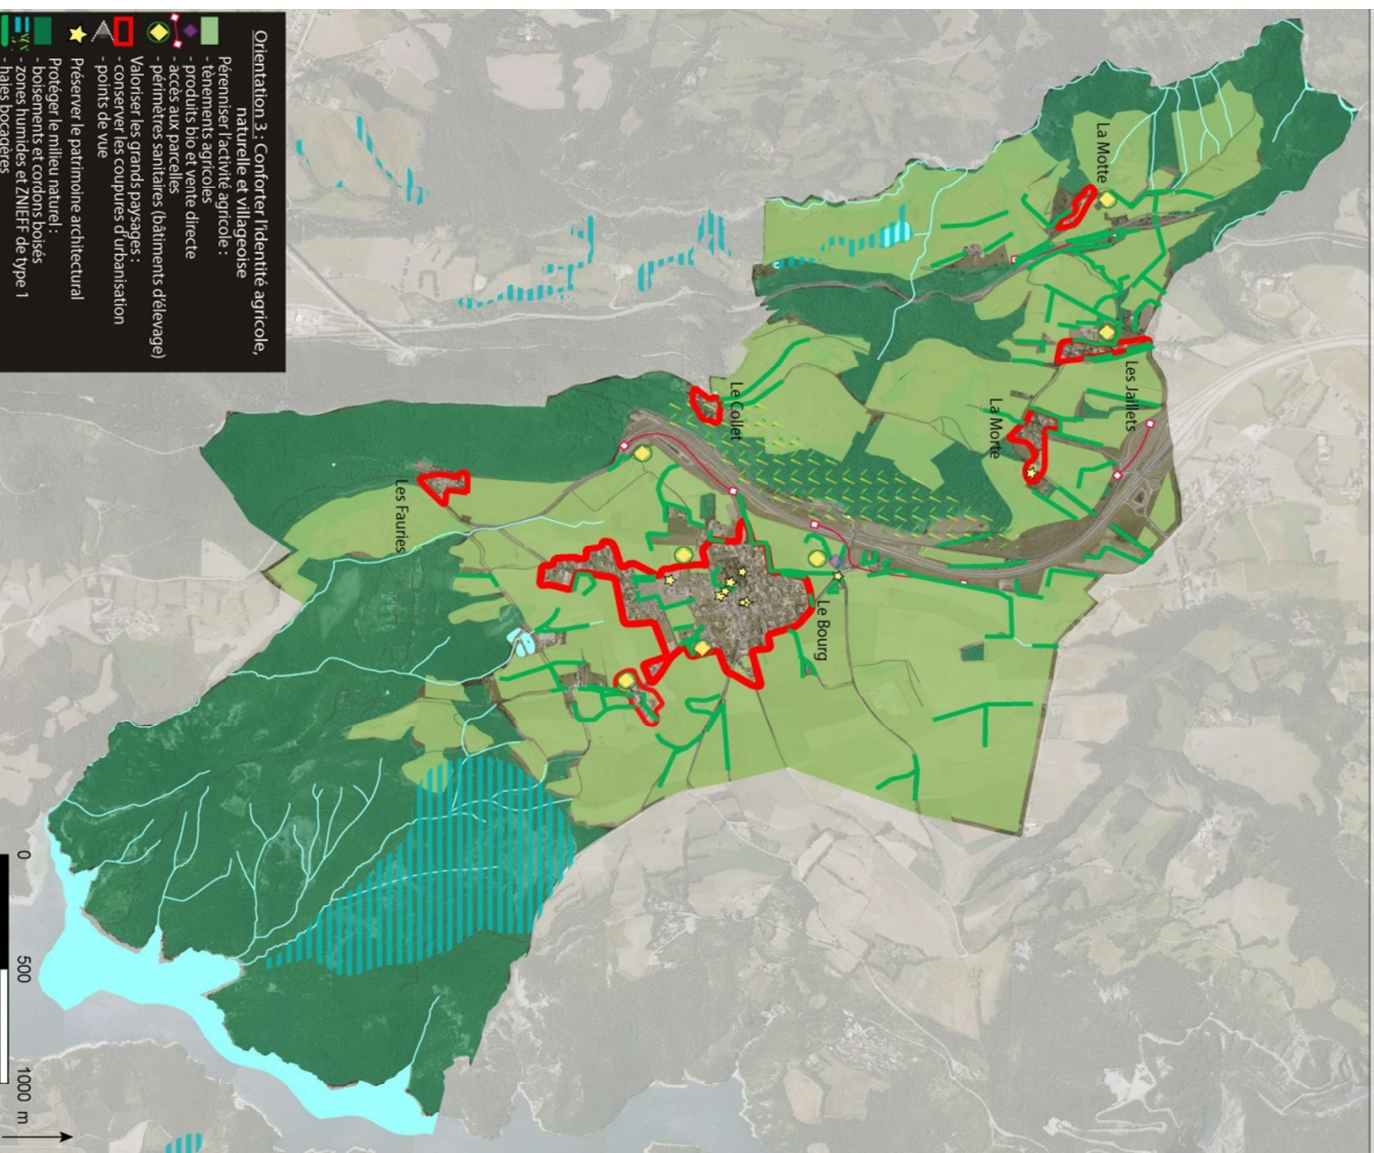 Orientation 3 : Conforter l'identité agricole,
naturelle et villageoise
Pérenniser l'activité agricole :
- tènements agricoles
- produits bio et vente directe
- accès aux parcelles
- périmètres sanitaires (bâtiments d'élevage)
Valoriser les grands paysages :
- conserver les coupures d'urbanisation
- points de vue
Préserver le patrimoine architectural
Protéger le milieu naturel :
- boisements et cordons boisés
- zones humides et ZNIEFF de type 1
- haies bocagères
La Motte
Les Jaillets
La Morte
Le Collet
Les Fauries
Le Bourg
0 500 1000 m